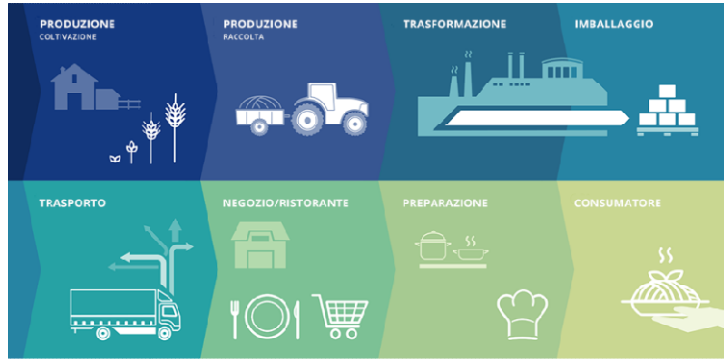 PRODUZIONE
COLTIVAZIONE
PRODUZIONE
RACCOLTA
TRASFORMAZIONE
IMBALLAGGIO
TRASPORTO
NEGOZIO/RISTORANTE
PREPARAZIONE
CONSUMATORE